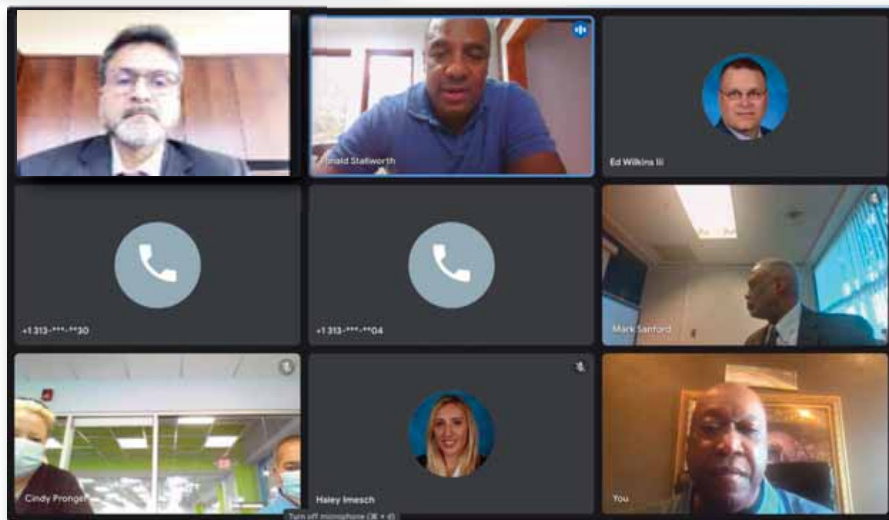 Ronald Stallworth
Ed Wilkins Iii
+1 313-***-**30
+1 313-***-**04
Mark Sanford
Cindy Pronger
Haley Imesch
You
Turn off microphone (⌘ + d)